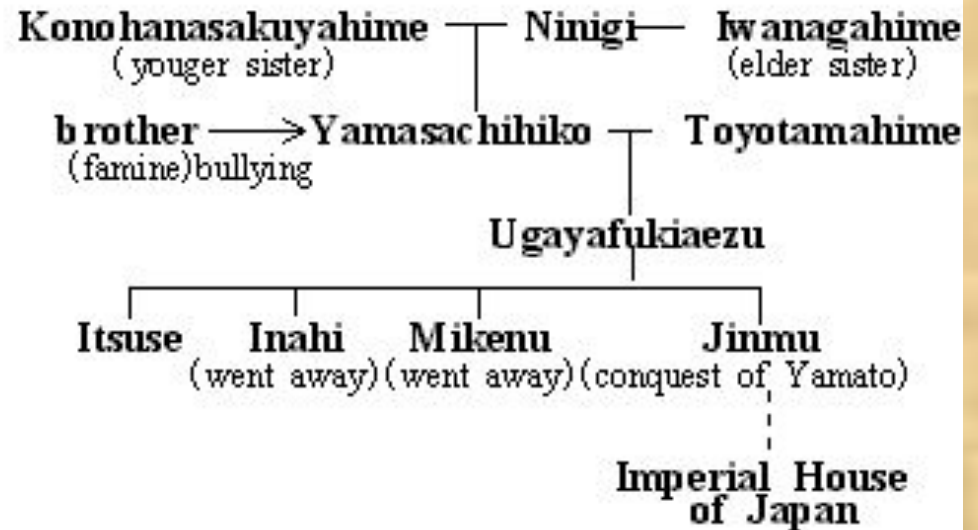 Konohanasakuyahime Ninigi Iwanagahime
(youger sister) (elder sister)
brother Yamasachihiko Toyotamahime
(famine)bullying
Ugayafukiaezu
Itsuse Inahi Mikenu Jinmu
(went away)(went away)(conquest of Yamato)
Imperial House
of Japan